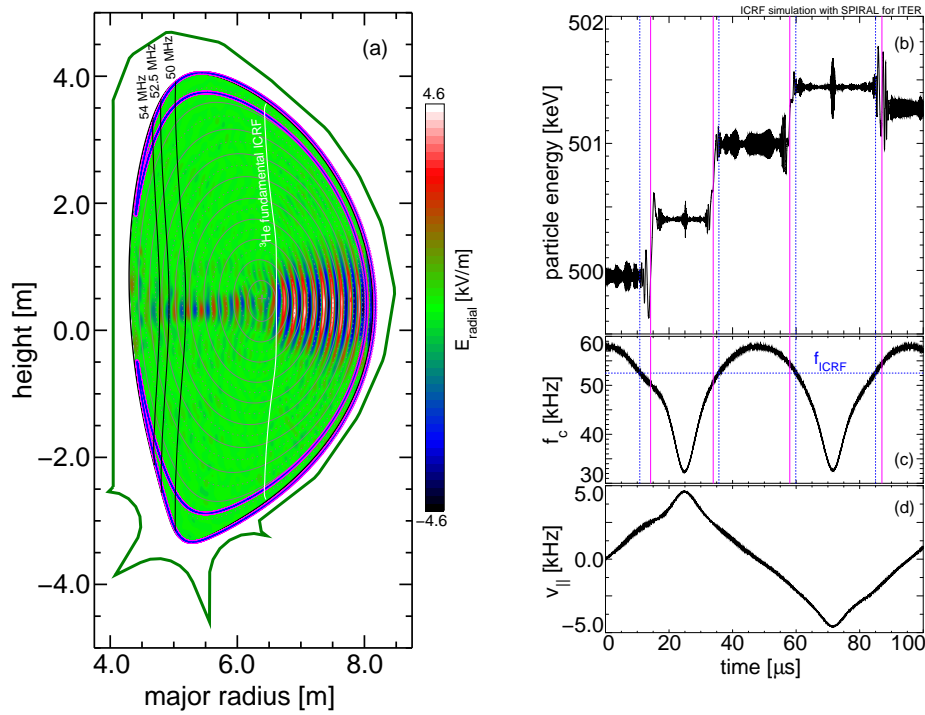 ICRF simulation with SPIRAL for ITER
(a)
54 MHz
52.5 MHz
50 MHz
³He fundamental ICRF
4.0
2.0
0.0
−2.0
−4.0
height [m]
4.0 6.0 8.0
major radius [m]
4.6
−4.6
E_radial [kV/m]
(b)
502
501
500
particle energy [keV]
60
50
40
30
f_c [kHz]
f_ICRF
(c)
5.0
0.0
−5.0
v_|| [kHz]
(d)
0 20 40 60 80 100
time [μs]